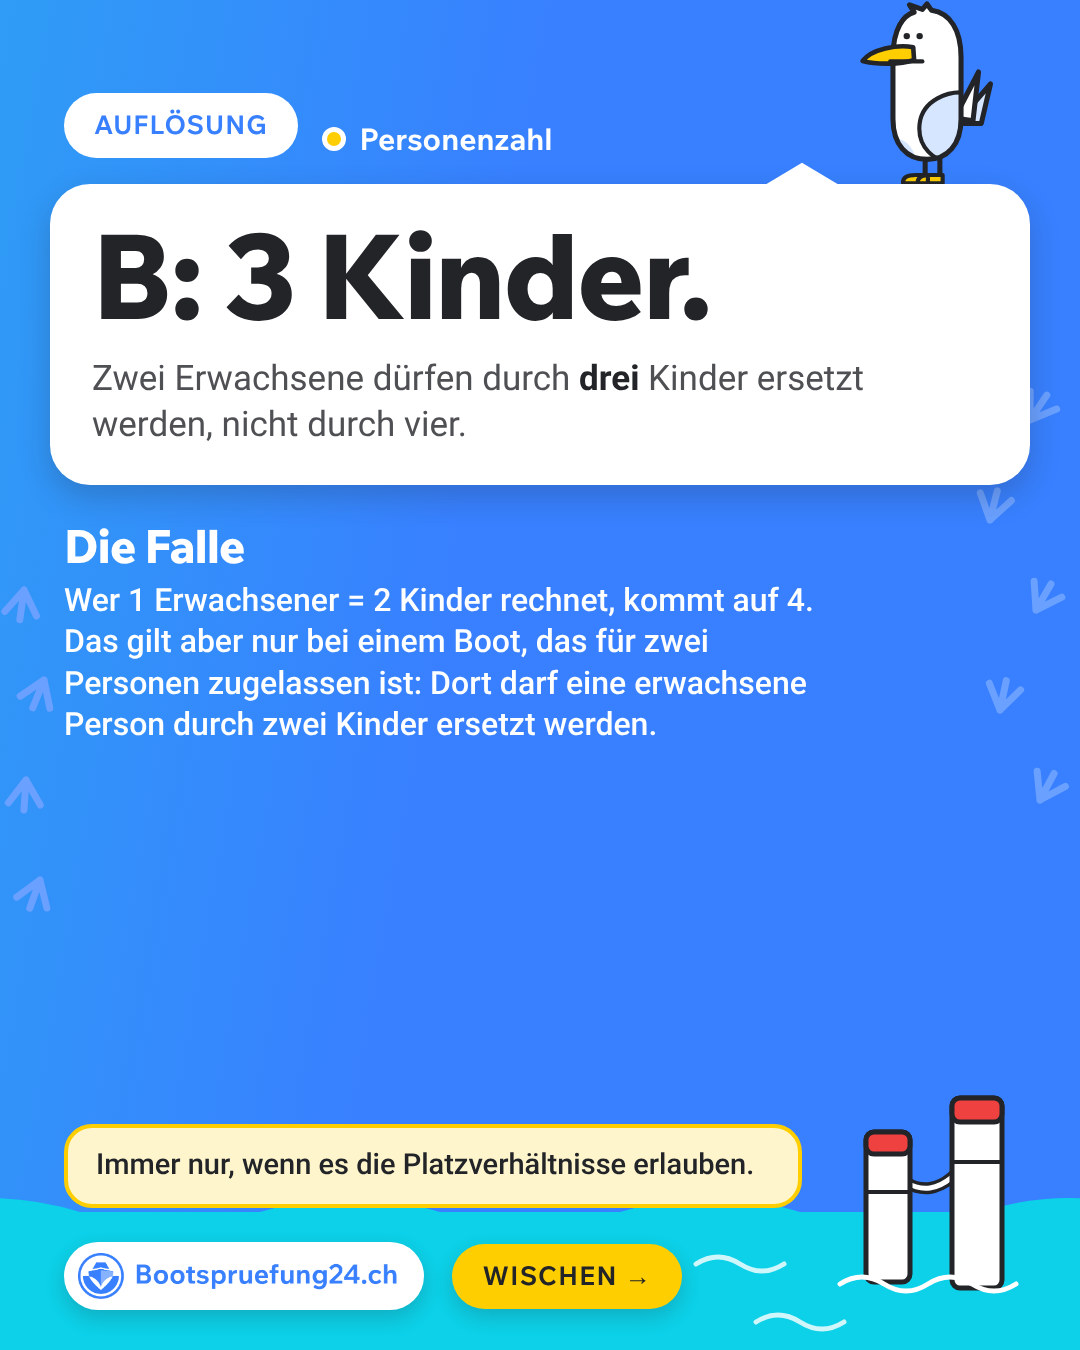 AUFLÖSUNG
Personenzahl
B: 3 Kinder.
Zwei Erwachsene dürfen durch drei Kinder ersetzt
werden, nicht durch vier.
Die Falle
Wer 1 Erwachsener = 2 Kinder rechnet, kommt auf 4.
Das gilt aber nur bei einem Boot, das für zwei
Personen zugelassen ist: Dort darf eine erwachsene
Person durch zwei Kinder ersetzt werden.
Immer nur, wenn es die Platzverhältnisse erlauben.
Bootspruefung24.ch
WISCHEN →